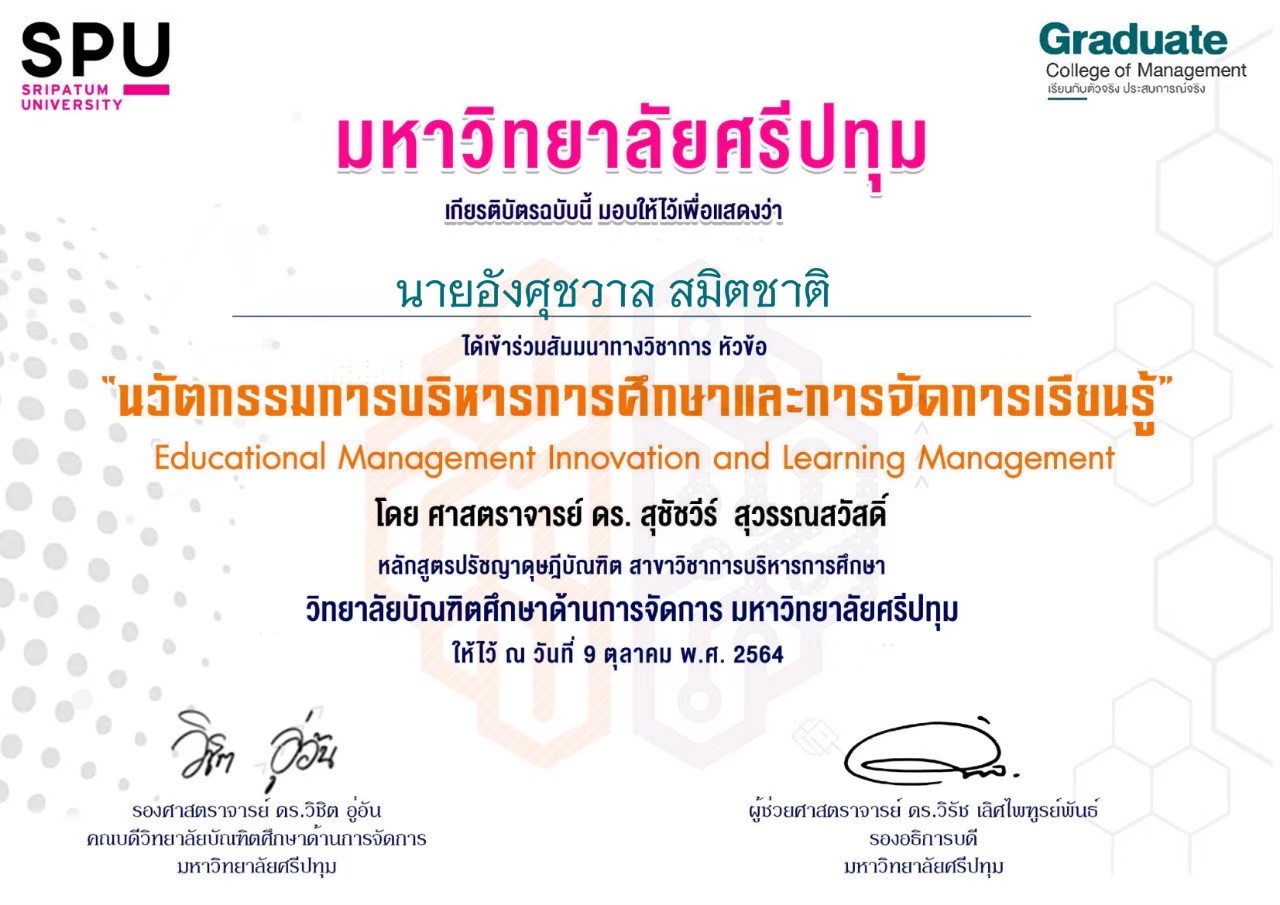 SPU
SRIPATUM
UNIVERSITY
Graduate
College of Management
เรียนกับตัวจริง ประสบการณ์จริง
มหาวิทยาลัยศรีปทุม
เกียรติบัตรฉบับนี้ มอบให้ไว้เพื่อแสดงว่า
นายอังศุชวาล สมิตชาติ
ได้เข้าร่วมสัมมนาทางวิชาการ หัวข้อ
“นวัตกรรมการบริหารการศึกษาและการจัดการเรียนรู้”
Educational Management Innovation and Learning Management
โดย ศาสตราจารย์ ดร. สุชัชวีร์ สุวรรณสวัสดิ์
หลักสูตรปรัชญาดุษฎีบัณฑิต สาขาวิชาการบริหารการศึกษา
วิทยาลัยบัณฑิตศึกษาด้านการจัดการ มหาวิทยาลัยศรีปทุม
ให้ไว้ ณ วันที่ 9 ตุลาคม พ.ศ. 2564
วิชิต อู่อ้น
รองศาสตราจารย์ ดร.วิชิต อู่อ้น
คณบดีวิทยาลัยบัณฑิตศึกษาด้านการจัดการ
มหาวิทยาลัยศรีปทุม
ผู้ช่วยศาสตราจารย์ ดร.วิรัช เลิศไพฑูรย์พันธ์
รองอธิการบดี
มหาวิทยาลัยศรีปทุม